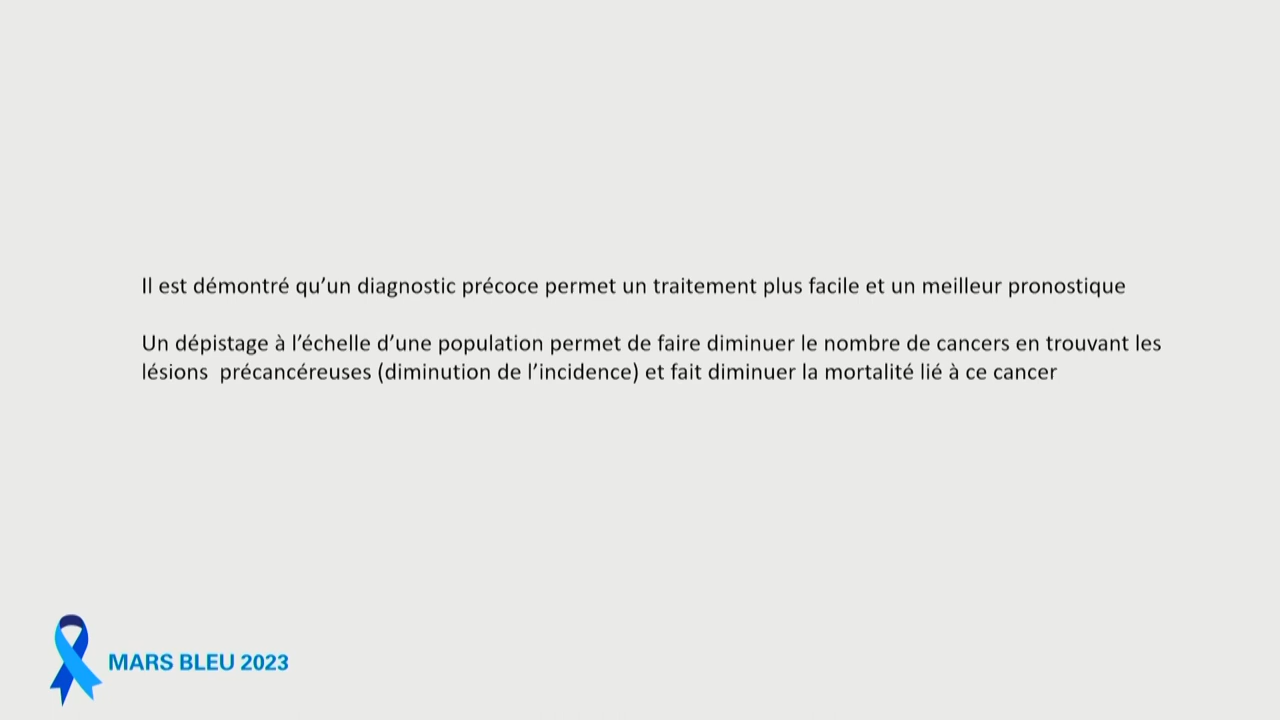 Il est démontré qu’un diagnostic précoce permet un traitement plus facile et un meilleur pronostique
Un dépistage à l’échelle d’une population permet de faire diminuer le nombre de cancers en trouvant les
lésions  précancéreuses (diminution de l’incidence) et fait diminuer la mortalité lié à ce cancer
MARS BLEU 2023